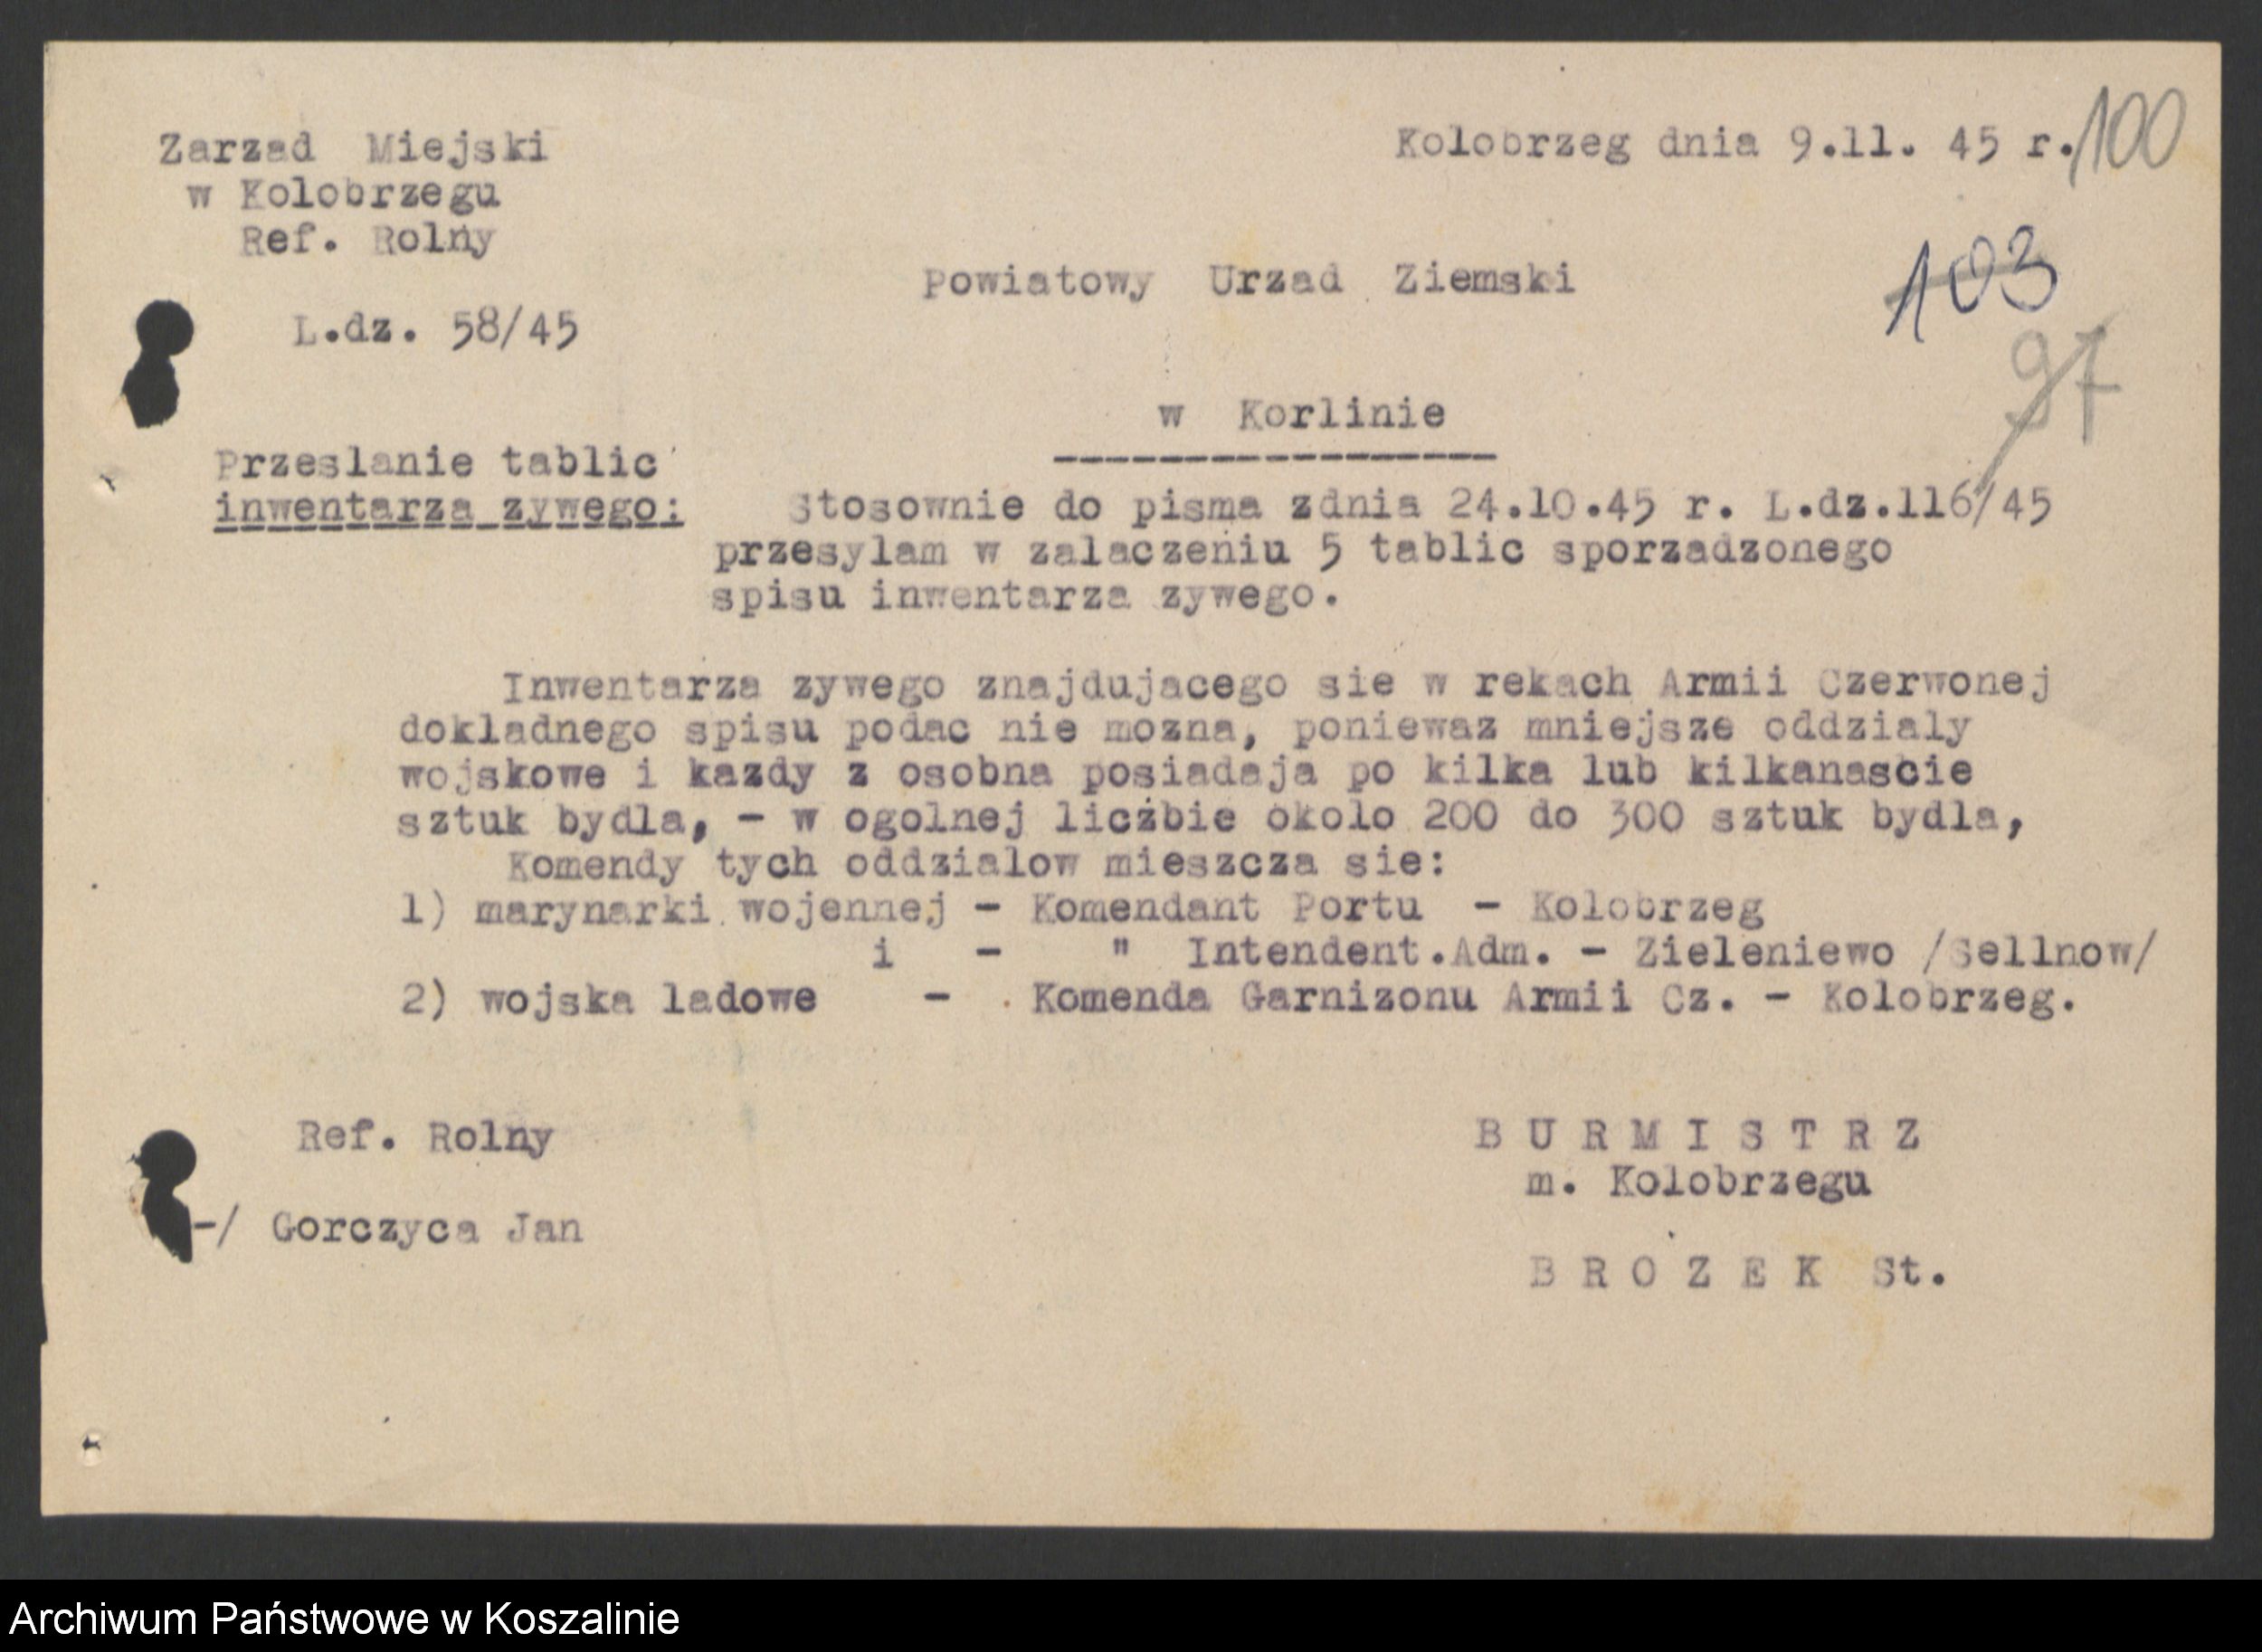 Zarzad Miejski
w Kolobrzegu
Ref. Rolny
L.dz. 58/45
Kolobrzeg dnia 9.11. 45 r.
100
103
97
Powiatowy Urzad Ziemski
w Korlinie
-----------------
Przeslanie tablic
inwentarza zywego:
Stosownie do pisma zdnia 24.10.45 r. L.dz.116/45
przesylam w zalaczeniu 5 tablic sporzadzonego
spisu inwentarza zywego.
Inwentarza zywego znajdujacego sie w rekach Armii Czerwonej
dokladnego spisu podac nie mozna, poniewaz mniejsze oddzialy
wojskowe i kazdy z osobna posiadaja po kilka lub kilkanascie
sztuk bydla, - w ogolnej liczbie okolo 200 do 300 sztuk bydla,
Komendy tych oddzialow mieszcza sie:
1) marynarki wojennej - Komendant Portu - Kolobrzeg
i - " Intendent.Adm. - Zieleniewo /Sellnow/
2) wojska ladowe - Komenda Garnizonu Armii Cz. - Kolobrzeg.
Ref. Rolny
-/ Gorczyca Jan
B U R M I S T R Z
m. Kolobrzegu
B R O Z E K St.
Archiwum Państwowe w Koszalinie